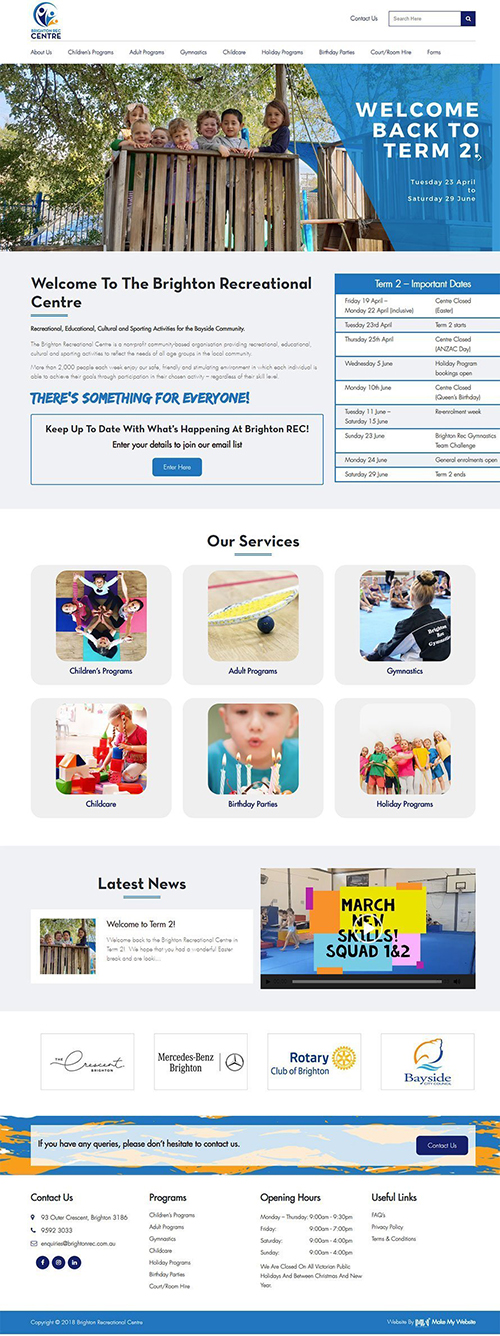 BRIGHTON REC
CENTRE
Contact Us
Search Here
About Us
Children's Programs
Adult Programs
Gymnastics
Childcare
Holiday Programs
Birthday Parties
Court/Room Hire
Forms
WELCOME
BACK TO
TERM 2!
Tuesday 23 April
to
Saturday 29 June
Welcome To The Brighton Recreational
Centre
Recreational, Educational, Cultural and Sporting Activities for the Bayside Community.
The Brighton Recreational Centre is a non-profit community-based organisation providing recreational, educational,
cultural and sporting activities to reflect the needs of all age groups in the local community.
More than 2,000 people each week enjoy our safe, friendly and stimulating environment in which each individual is
able to achieve their goals through participation in their chosen activity – regardless of their skill level.
THERE'S SOMETHING FOR EVERYONE!
Keep Up To Date With What's Happening At Brighton REC!
Enter your details to join our email list
Enter Here
Term 2 – Important Dates
Friday 19 April – Centre Closed
Monday 22 April (inclusive) (Easter)
Tuesday 23rd April Term 2 starts
Thursday 25th April Centre Closed
(ANZAC Day)
Wednesday 5 June Holiday Program
bookings open
Monday 10th June Centre Closed
(Queen's Birthday)
Tuesday 11 June – Re-enrolment week
Saturday 15 June
Sunday 23 June Brighton Rec Gymnastics
Team Challenge
Monday 24 June General enrolments open
Saturday 29 June Term 2 ends
Our Services
Brighton
Rec
Gymnastics
Children's Programs
Adult Programs
Gymnastics
Childcare
Birthday Parties
Holiday Programs
Latest News
Welcome to Term 2!
Welcome back to the Brighton Recreational Centre in
Term 2! We hope that you had a wonderful Easter
break and are looki...
MARCH
NEW
SKILLS!
SQUAD 1&2
THE
Crescent
BRIGHTON
Mercedes-Benz
Brighton
Rotary
Club of Brighton
Bayside
CITY COUNCIL
If you have any queries, please don't hesitate to contact us.
Contact Us
Contact Us
93 Outer Crescent, Brighton 3186
9592 3033
enquiries@brightonrec.com.au
Programs
Children's Programs
Adult Programs
Gymnastics
Childcare
Holiday Programs
Birthday Parties
Court/Room Hire
Opening Hours
Monday – Thursday: 9:00am - 9:30pm
Friday: 9:00am - 7:00pm
Saturday: 9:00am - 4:00pm
Sunday: 9:00am - 4:00pm
We Are Closed On All Victorian Public
Holidays And Between Christmas And New
Year.
Useful Links
FAQ's
Privacy Policy
Terms & Conditions
Copyright © 2018 Brighton Recreational Centre
Website By Make My Website